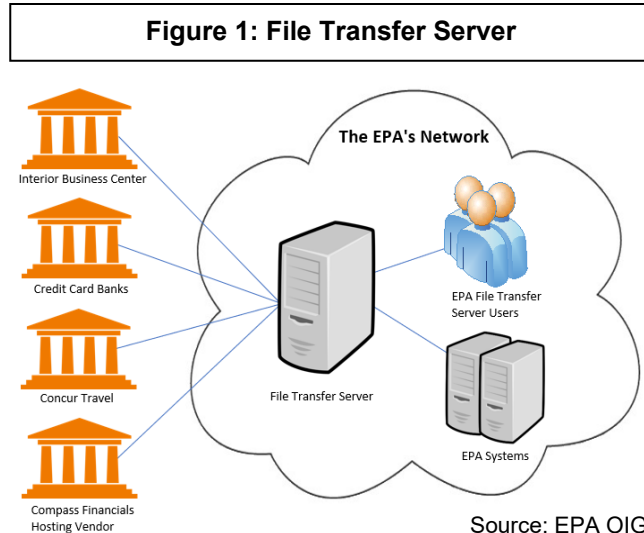 Figure 1: File Transfer Server
The EPA's Network
Interior Business Center
Credit Card Banks
Concur Travel
Compass Financials
Hosting Vendor
File Transfer Server
EPA File Transfer
Server Users
EPA Systems
Source: EPA OIG